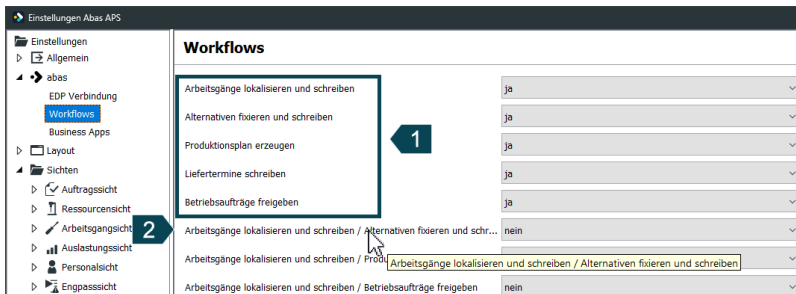 Einstellungen Abas APS
Einstellungen
Allgemein
abas
EDP Verbindung
Workflows
Business Apps
Layout
Sichten
Auftragssicht
Ressourcensicht
Arbeitsgangsicht
Auslastungssicht
Personalsicht
Engpasssicht
Workflows
Arbeitsgänge lokalisieren und schreiben ja
Alternativen fixieren und schreiben ja
1
Produktionsplan erzeugen ja
Liefertermine schreiben ja
Betriebsaufträge freigeben ja
2
Arbeitsgänge lokalisieren und schreiben / Alternativen fixieren und schr... nein
Arbeitsgänge lokalisieren und schreiben /
Arbeitsgänge lokalisieren und schreiben / Alternativen fixieren und schreiben
Arbeitsgänge lokalisieren und schreiben / Betriebsaufträge freigeben nein